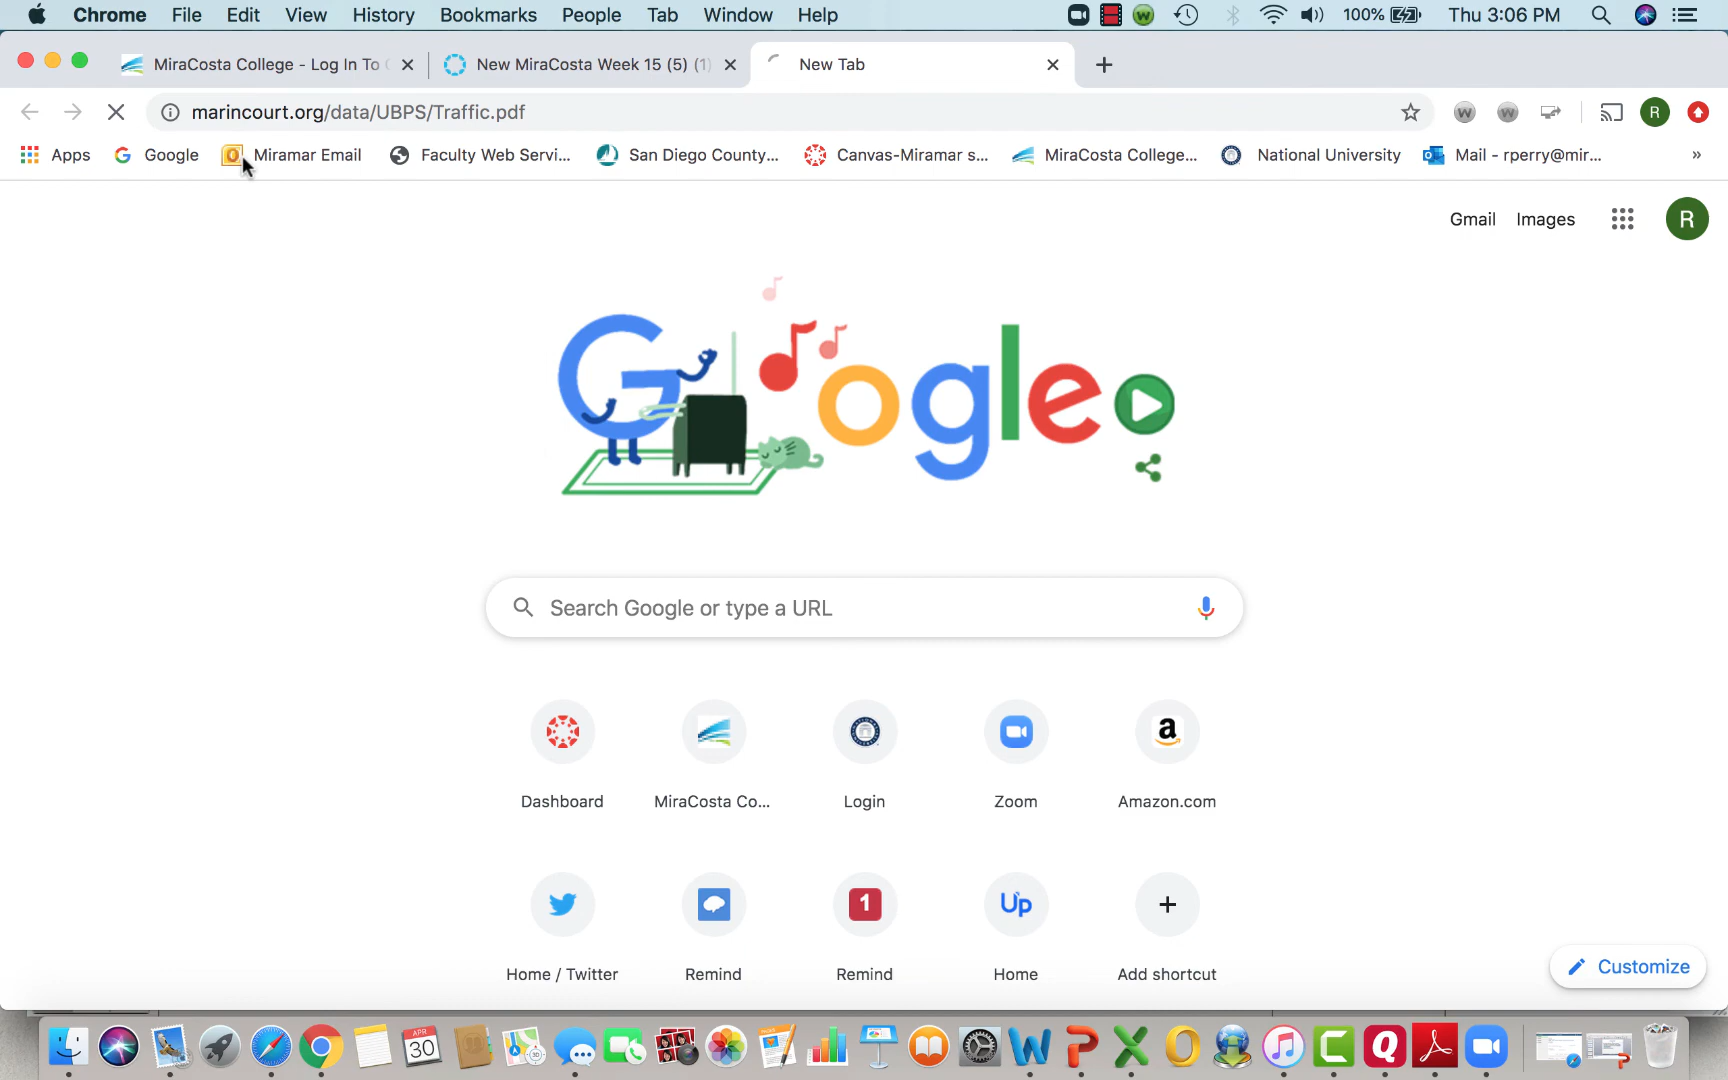 Chrome File Edit View History Bookmarks People Tab Window Help 100% Thu 3:06 PM
MiraCosta College - Log In To New MiraCosta Week 15 (5) (1) New Tab
marincourt.org/data/UBPS/Traffic.pdf R
Apps Google Miramar Email Faculty Web Servi... San Diego County... Canvas-Miramar s... MiraCosta College... National University Mail - rperry@mir... »
Gmail Images R
Google
Search Google or type a URL
Dashboard MiraCosta Co... Login Zoom Amazon.com
Home / Twitter Remind Remind Home Add shortcut
Customize
APR
30